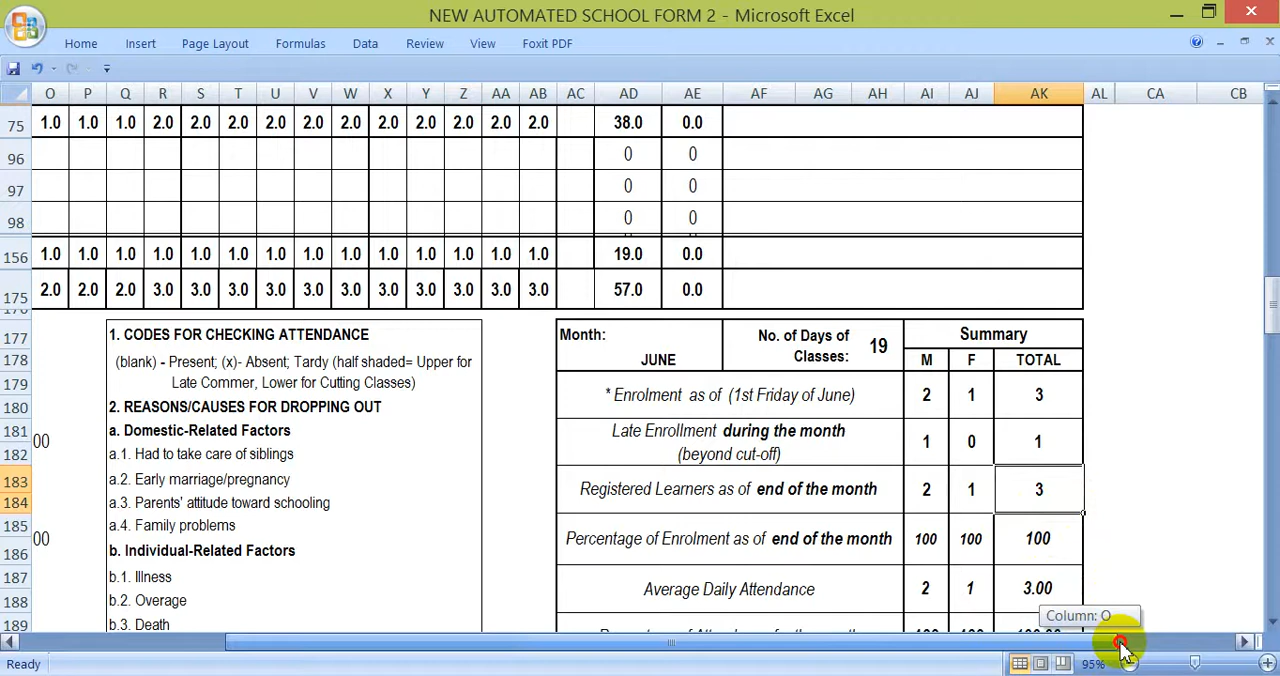 NEW AUTOMATED SCHOOL FORM 2 - Microsoft Excel
Home Insert Page Layout Formulas Data Review View Foxit PDF
O P Q R S T U V W X Y Z AA AB AC AD AE AF AG AH AI AJ AK AL CA CB
75 1.0 1.0 1.0 2.0 2.0 2.0 2.0 2.0 2.0 2.0 2.0 2.0 2.0 2.0 38.0 0.0
96 0 0
97 0 0
98 0 0
156 1.0 1.0 1.0 1.0 1.0 1.0 1.0 1.0 1.0 1.0 1.0 1.0 1.0 1.0 19.0 0.0
175 2.0 2.0 2.0 3.0 3.0 3.0 3.0 3.0 3.0 3.0 3.0 3.0 3.0 3.0 57.0 0.0
177
178
179
180
181
182
183
184
185
186
187
188
189
00
00
1. CODES FOR CHECKING ATTENDANCE
(blank) - Present; (x)- Absent; Tardy (half shaded= Upper for
Late Commer, Lower for Cutting Classes)
2. REASONS/CAUSES FOR DROPPING OUT
a. Domestic-Related Factors
a.1. Had to take care of siblings
a.2. Early marriage/pregnancy
a.3. Parents' attitude toward schooling
a.4. Family problems
b. Individual-Related Factors
b.1. Illness
b.2. Overage
b.3. Death
Month: JUNE
No. of Days of
Classes: 19
Summary
M F TOTAL
* Enrolment as of (1st Friday of June) 2 1 3
Late Enrollment during the month
(beyond cut-off) 1 0 1
Registered Learners as of end of the month 2 1 3
Percentage of Enrolment as of end of the month 100 100 100
Average Daily Attendance 2 1 3.00
Column: O
Ready 95%